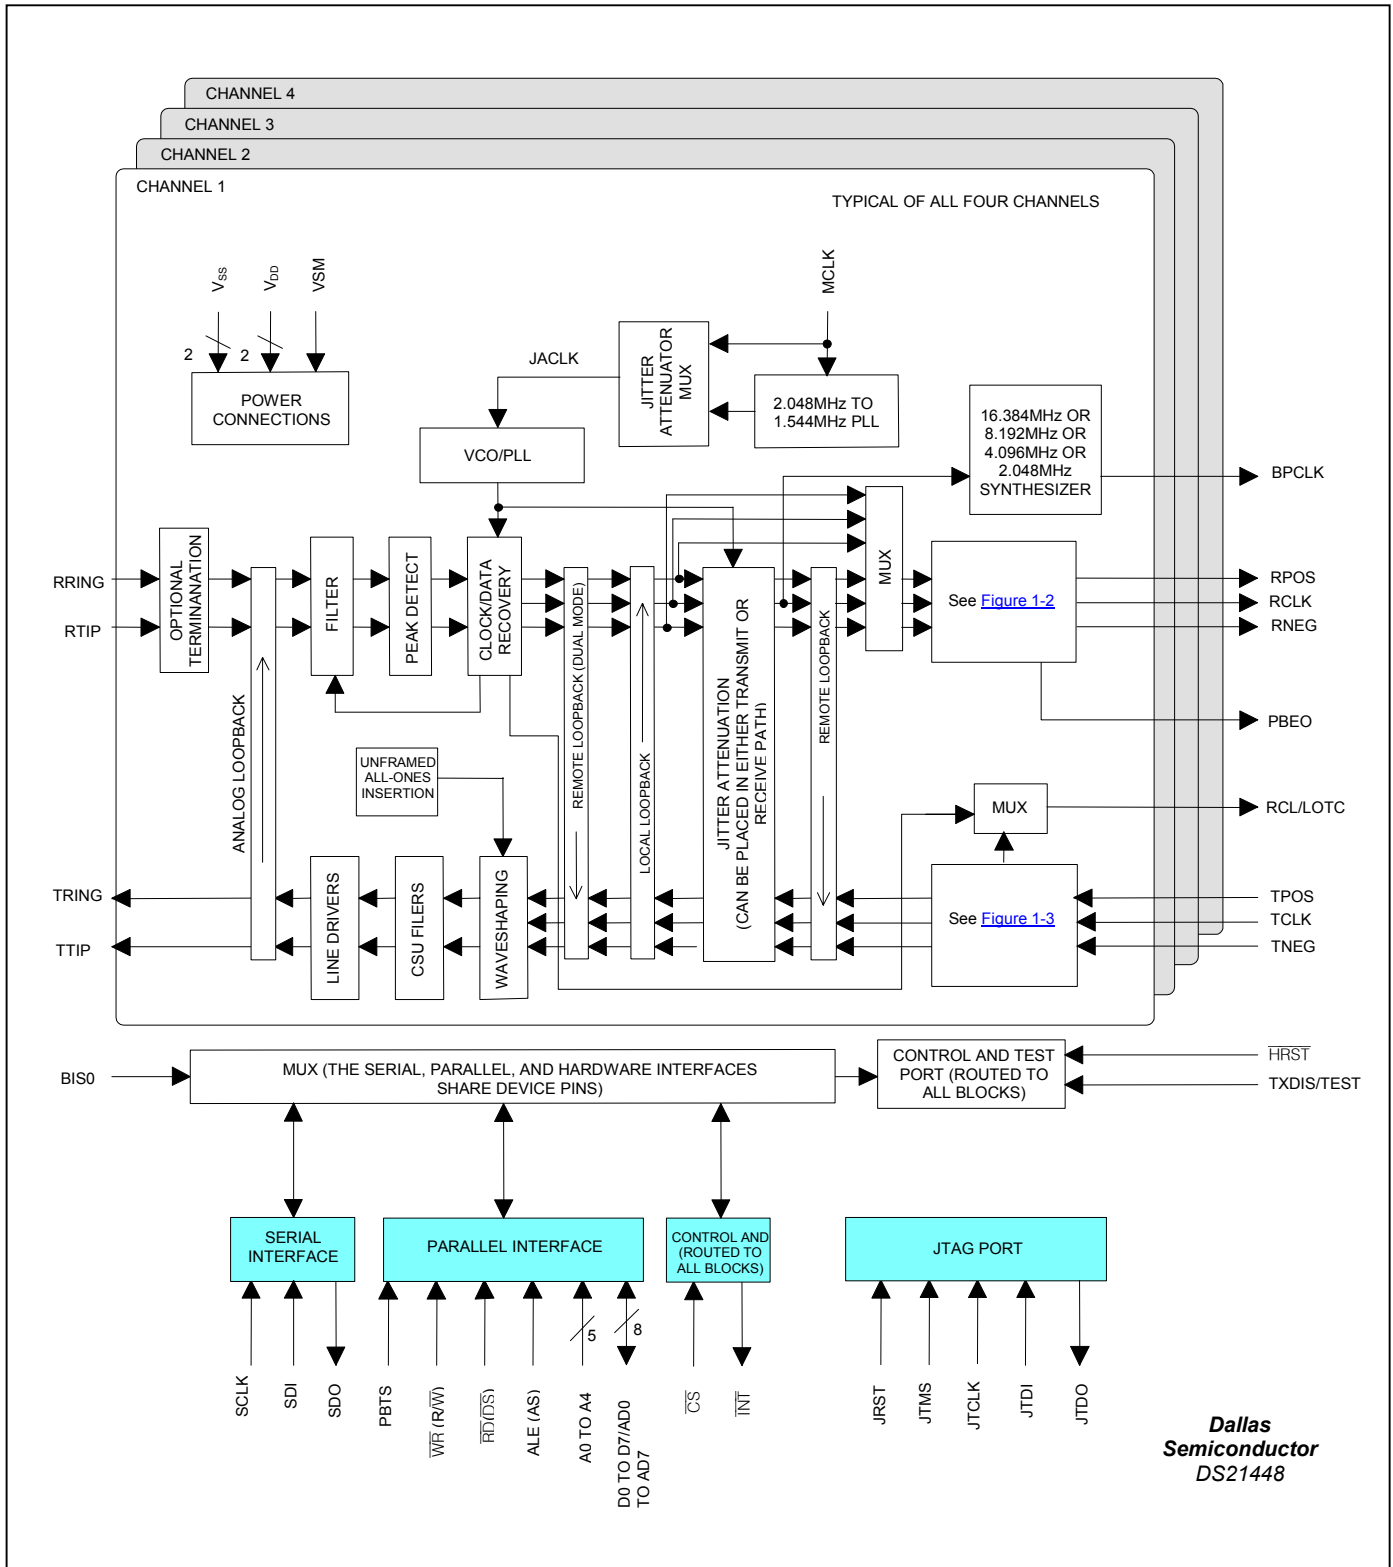 CHANNEL 4
CHANNEL 3
CHANNEL 2
CHANNEL 1
TYPICAL OF ALL FOUR CHANNELS
VSS
VDD
VSM
MCLK
2
2
POWER
CONNECTIONS
JACLK
JITTER
ATTENUATOR
MUX
2.048MHz TO
1.544MHz PLL
VCO/PLL
16.384MHz OR
8.192MHz OR
4.096MHz OR
2.048MHz
SYNTHESIZER
BPCLK
RRING
RTIP
OPTIONAL
TERMINANATION
FILTER
PEAK DETECT
CLOCK/DATA
RECOVERY
REMOTE LOOPBACK (DUAL MODE)
LOCAL LOOPBACK
JITTER ATTENUATION
(CAN BE PLACED IN EITHER TRANSMIT OR
RECEIVE PATH)
REMOTE LOOPBACK
MUX
See Figure 1-2
RPOS
RCLK
RNEG
PBEO
ANALOG LOOPBACK
UNFRAMED
ALL-ONES
INSERTION
MUX
RCL/LOTC
TRING
TTIP
LINE DRIVERS
CSU FILERS
WAVESHAPING
See Figure 1-3
TPOS
TCLK
TNEG
BIS0
MUX (THE SERIAL, PARALLEL, AND HARDWARE INTERFACES
SHARE DEVICE PINS)
CONTROL AND TEST
PORT (ROUTED TO
ALL BLOCKS)
HRST
TXDIS/TEST
SERIAL
INTERFACE
PARALLEL INTERFACE
CONTROL AND
(ROUTED TO
ALL BLOCKS)
JTAG PORT
5
8
SCLK
SDI
SDO
PBTS
WR (R/W)
RD(DS)
ALE (AS)
A0 TO A4
D0 TO D7/AD0
TO AD7
CS
INT
JRST
JTMS
JTCLK
JTDI
JTDO
Dallas
Semiconductor
DS21448